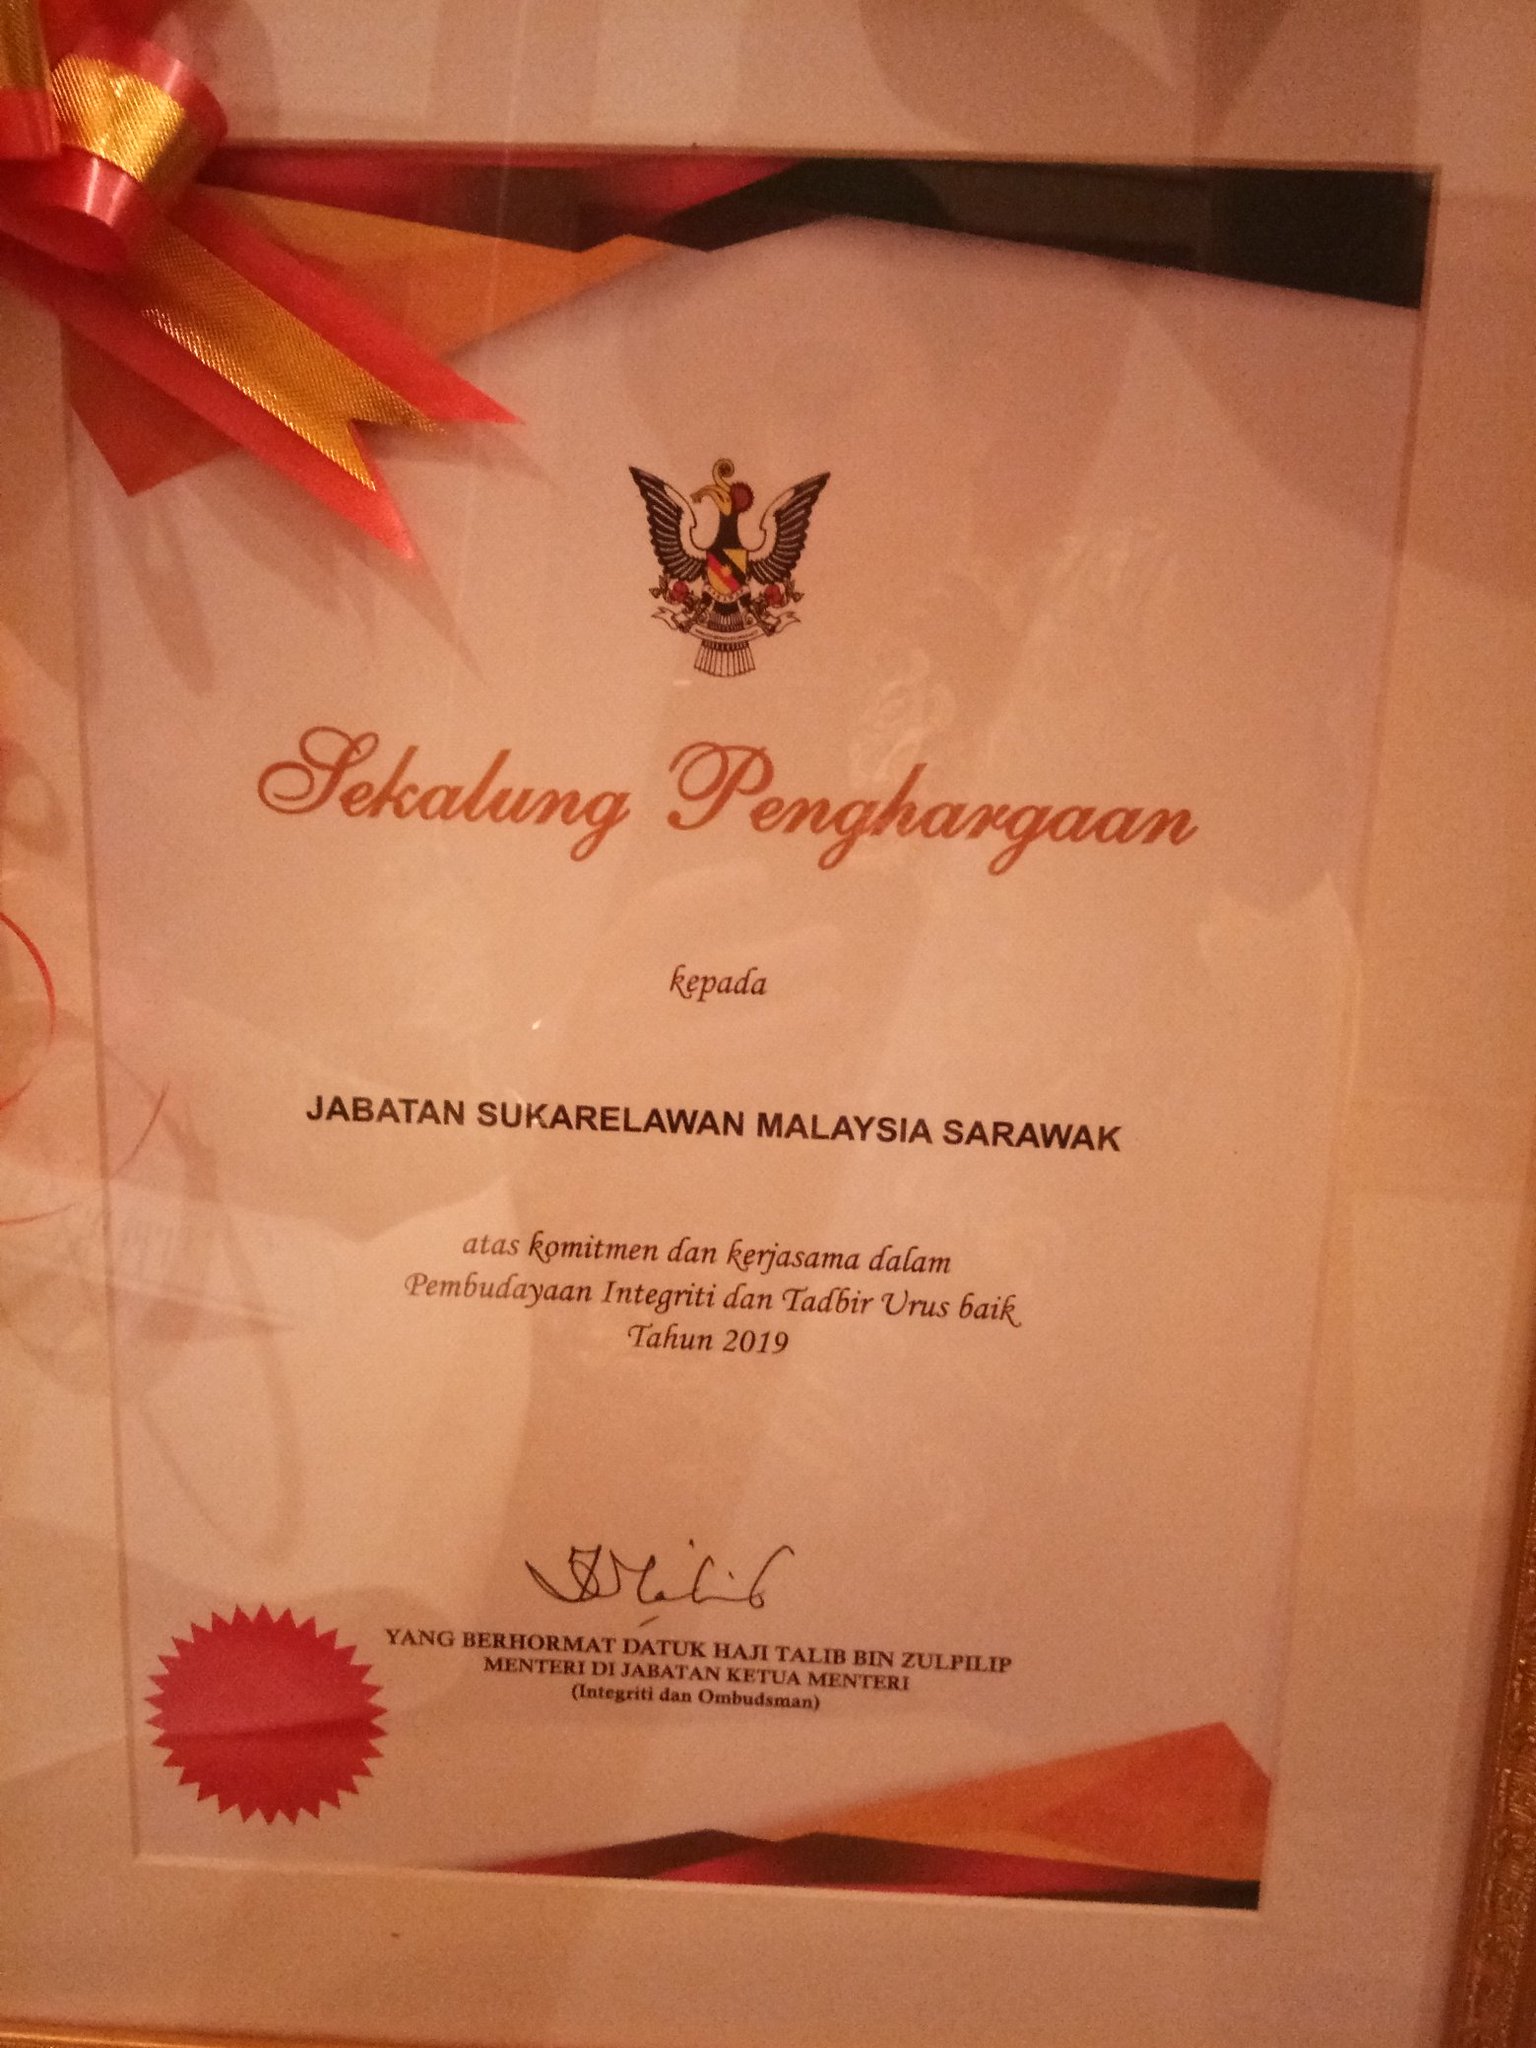 Sekalung Penghargaan
kepada
JABATAN SUKARELAWAN MALAYSIA SARAWAK
atas komitmen dan kerjasama dalam
Pembudayaan Integriti dan Tadbir Urus baik
Tahun 2019
YANG BERHORMAT DATUK HAJI TALIB BIN ZULPILIP
MENTERI DI JABATAN KETUA MENTERI
(Integriti dan Ombudsman)